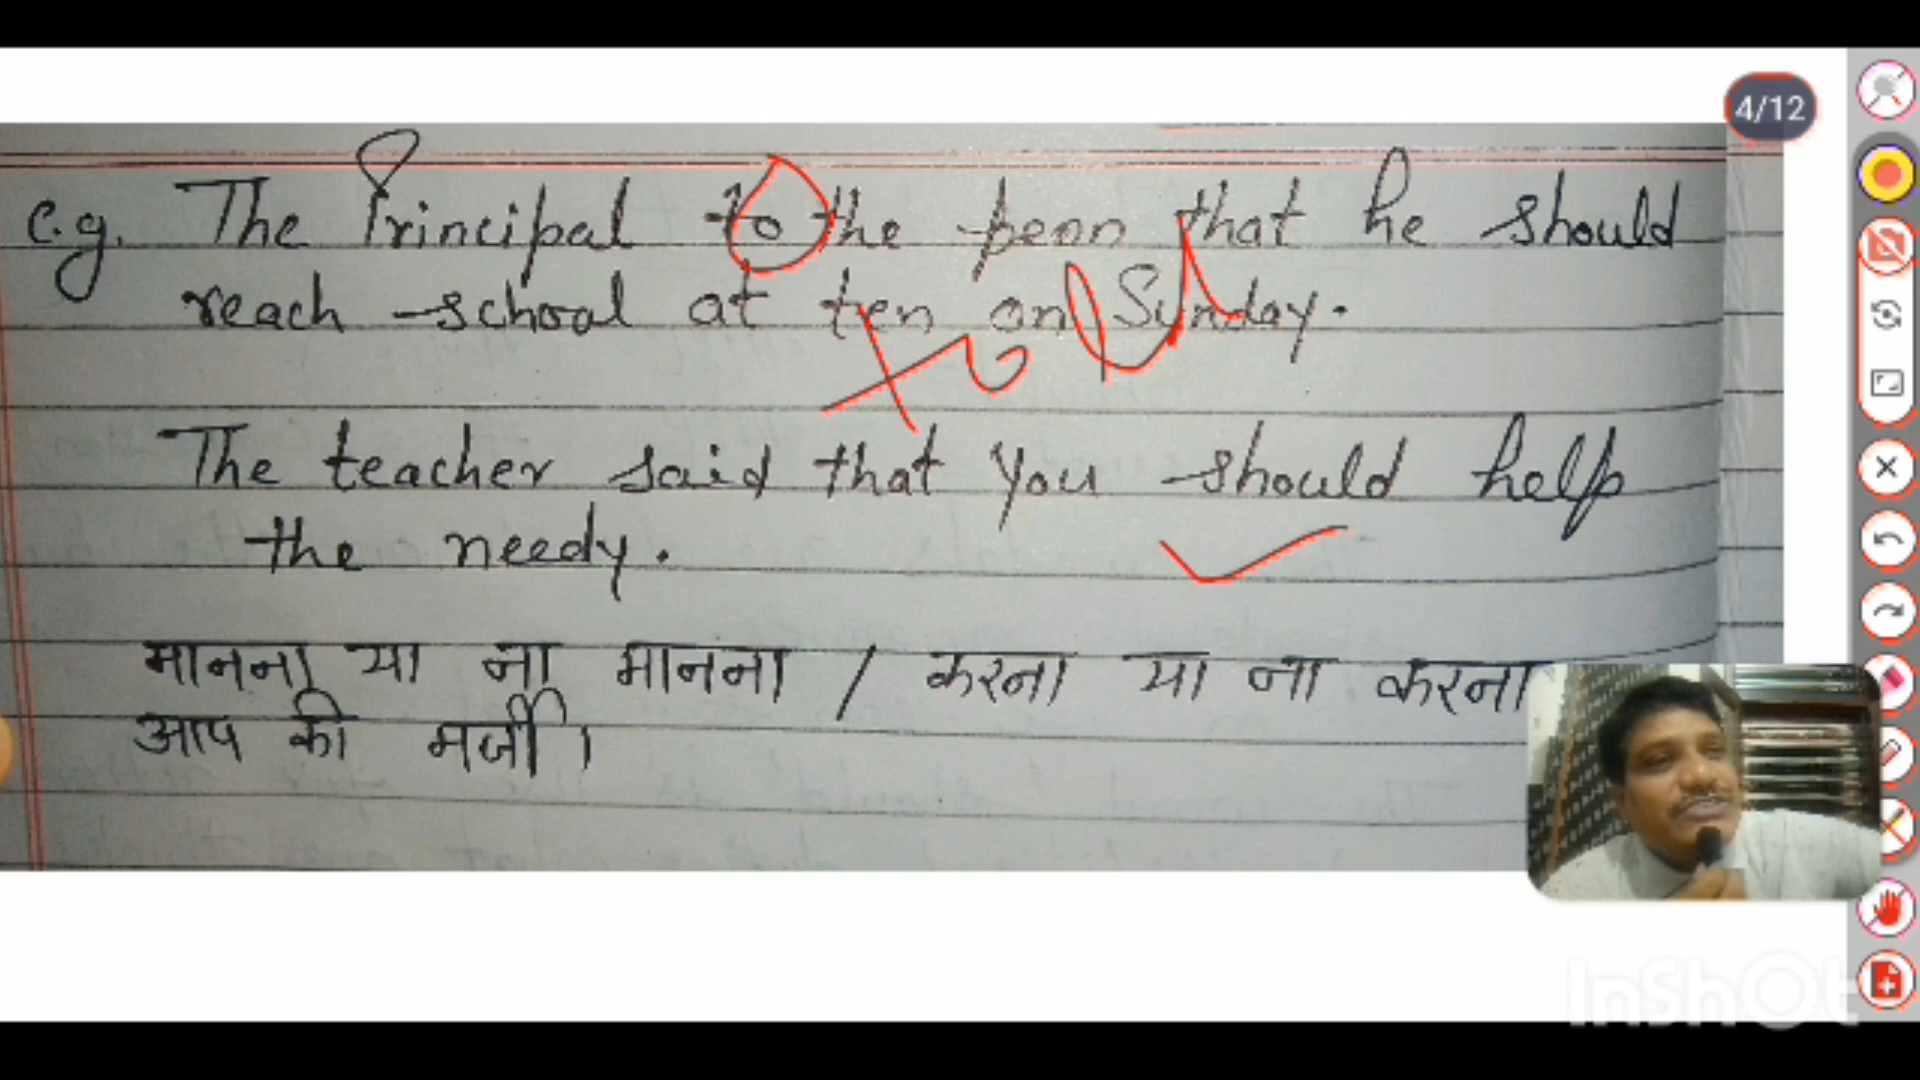 4/12
e.g. The Principal to the peon that he should
reach school at ten on Sunday.
The teacher said that you should help
the needy.
मानना या ना मानना / करना या ना करना
आप की मर्जी।
InShOt